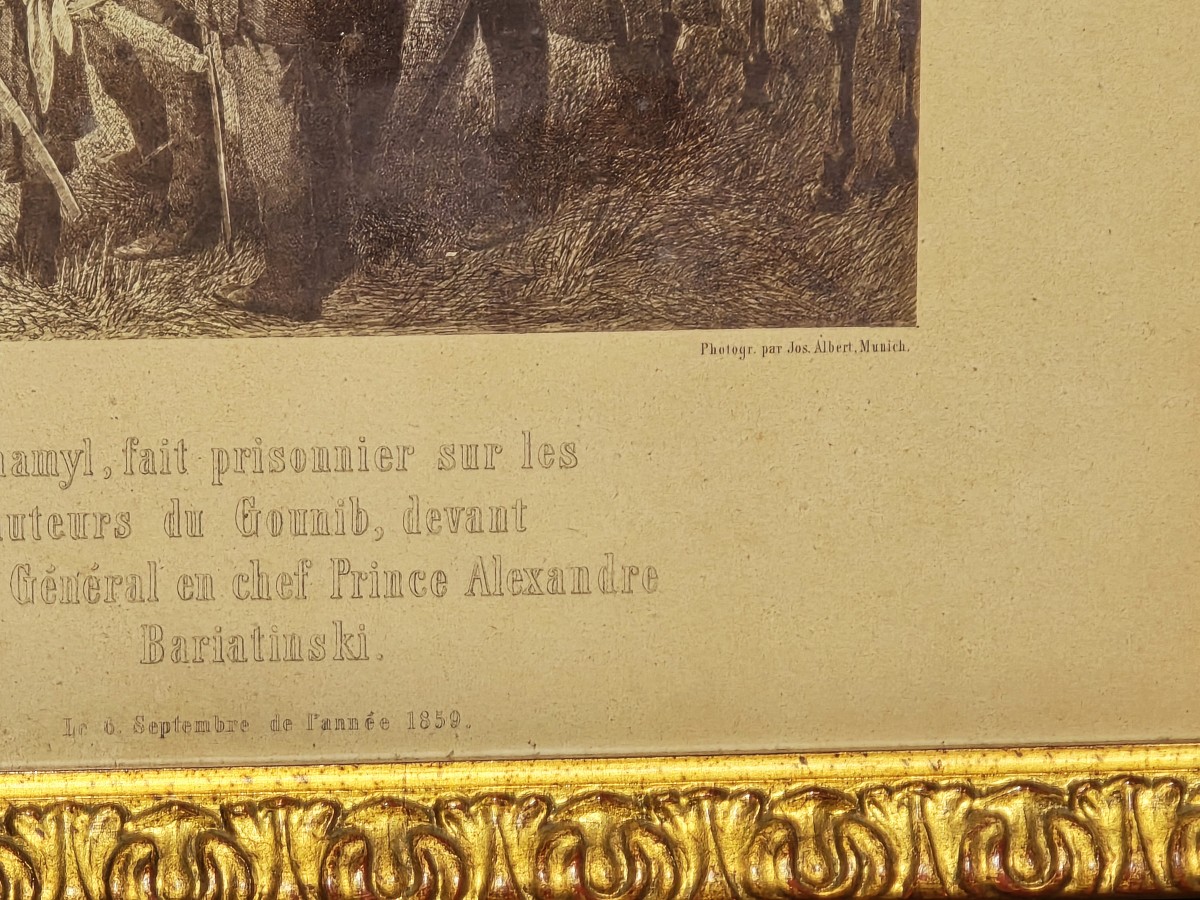 Photogr. par Jos. Albert, Munich.
hamyl, fait prisonnier sur les
auteurs du Gounib, devant
Général en chef Prince Alexandre
Bariatinski.
Le 6. Septembre de l'année 1859.